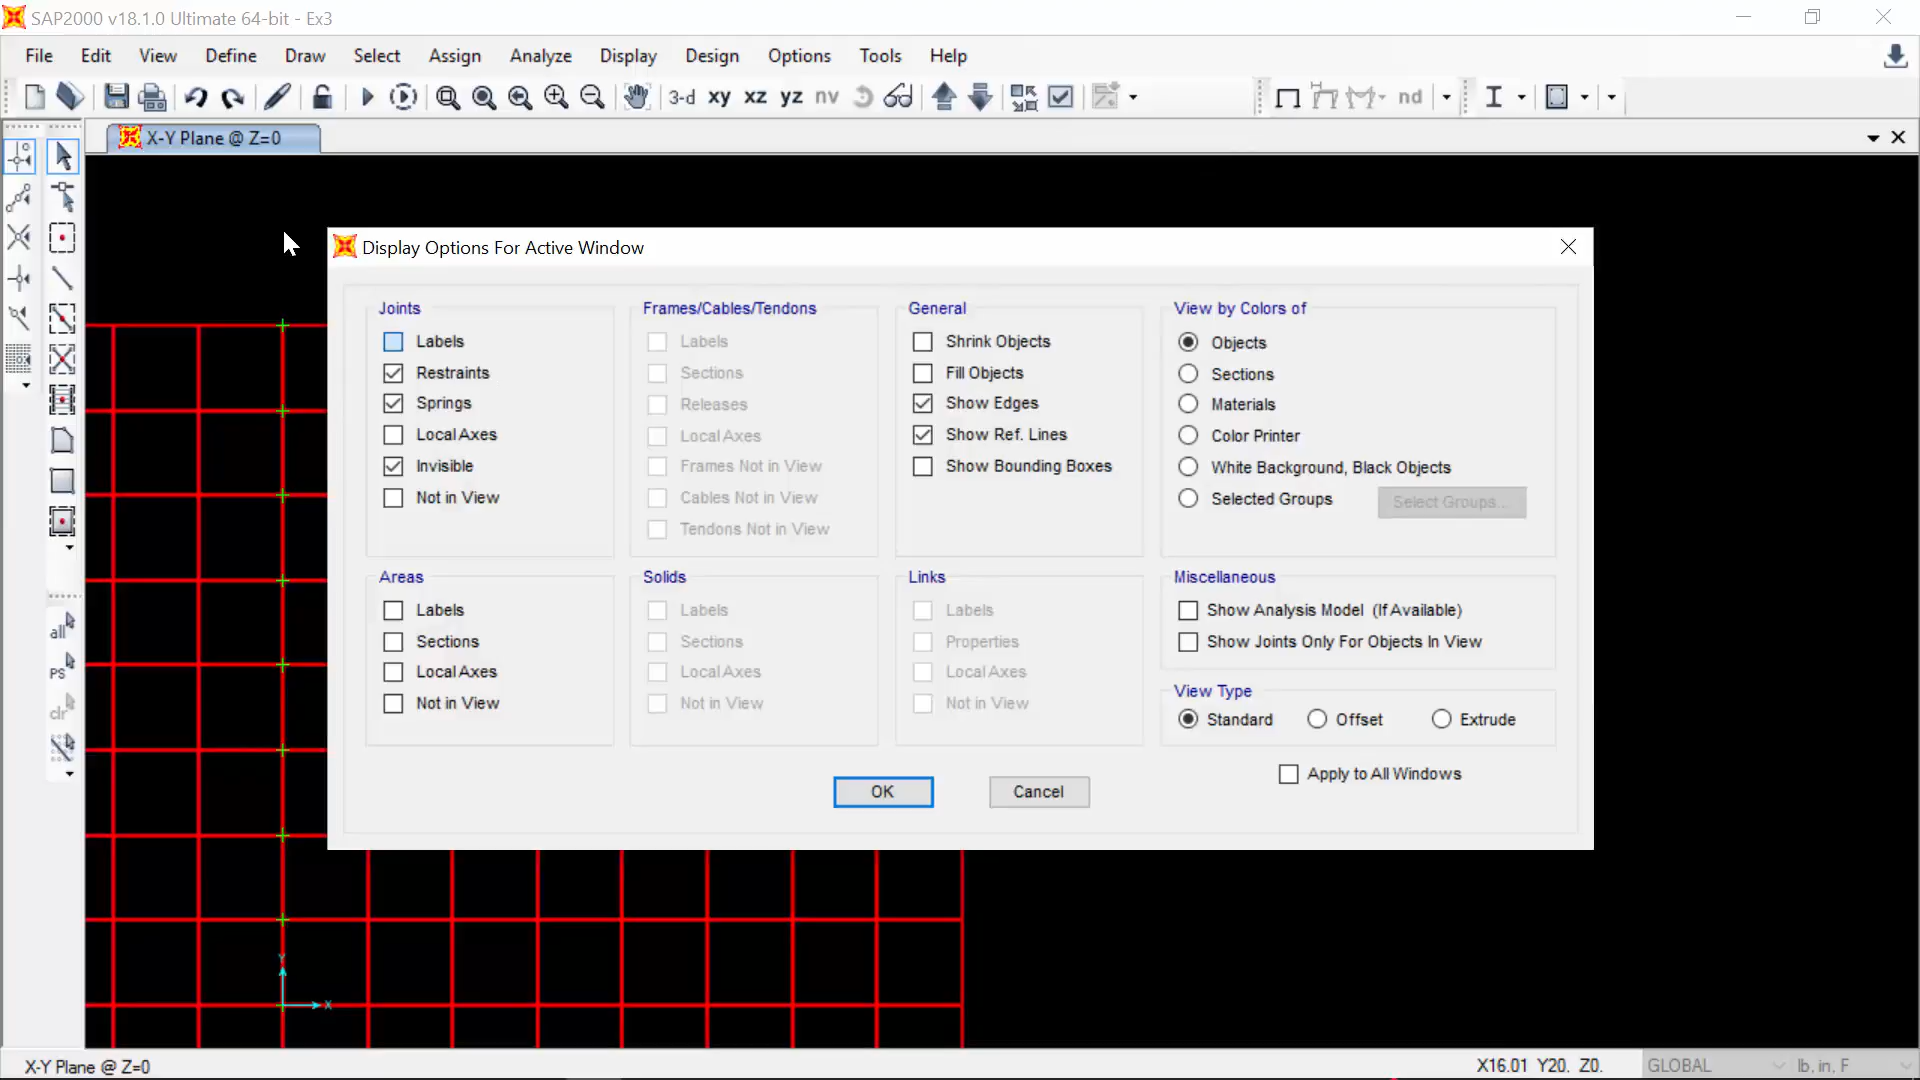 SAP2000 v18.1.0 Ultimate 64-bit - Ex3
File Edit View Define Draw Select Assign Analyze Display Design Options Tools Help
3-d xy xz yz nv nd
X-Y Plane @ Z=0
Display Options For Active Window
Joints
Labels
Restraints
Springs
Local Axes
Invisible
Not in View
Frames/Cables/Tendons
Labels
Sections
Releases
Local Axes
Frames Not in View
Cables Not in View
Tendons Not in View
General
Shrink Objects
Fill Objects
Show Edges
Show Ref. Lines
Show Bounding Boxes
View by Colors of
Objects
Sections
Materials
Color Printer
White Background, Black Objects
Selected Groups
Select Groups...
Areas
Labels
Sections
Local Axes
Not in View
Solids
Labels
Sections
Local Axes
Not in View
Links
Labels
Properties
Local Axes
Not in View
Miscellaneous
Show Analysis Model (If Available)
Show Joints Only For Objects In View
View Type
Standard Offset Extrude
Apply to All Windows
OK Cancel
all
PS
clr
Y
X
X-Y Plane @ Z=0
X16.01 Y20. Z0.
GLOBAL
lb, in, F